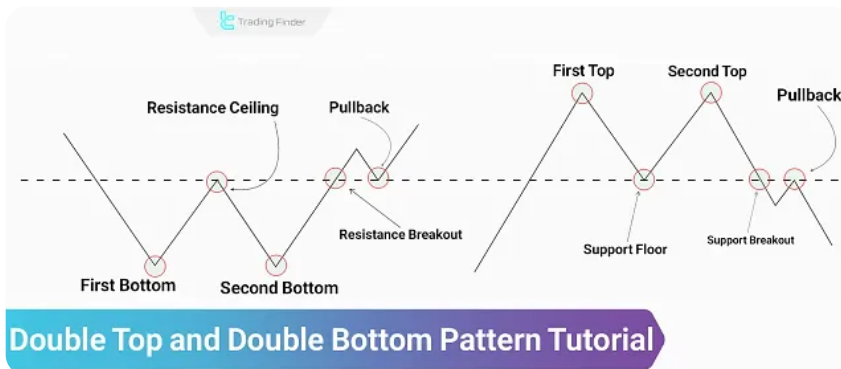 Trading Finder
Resistance Ceiling
Pullback
Resistance Breakout
First Bottom
Second Bottom
First Top
Second Top
Pullback
Support Floor
Support Breakout
Double Top and Double Bottom Pattern Tutorial